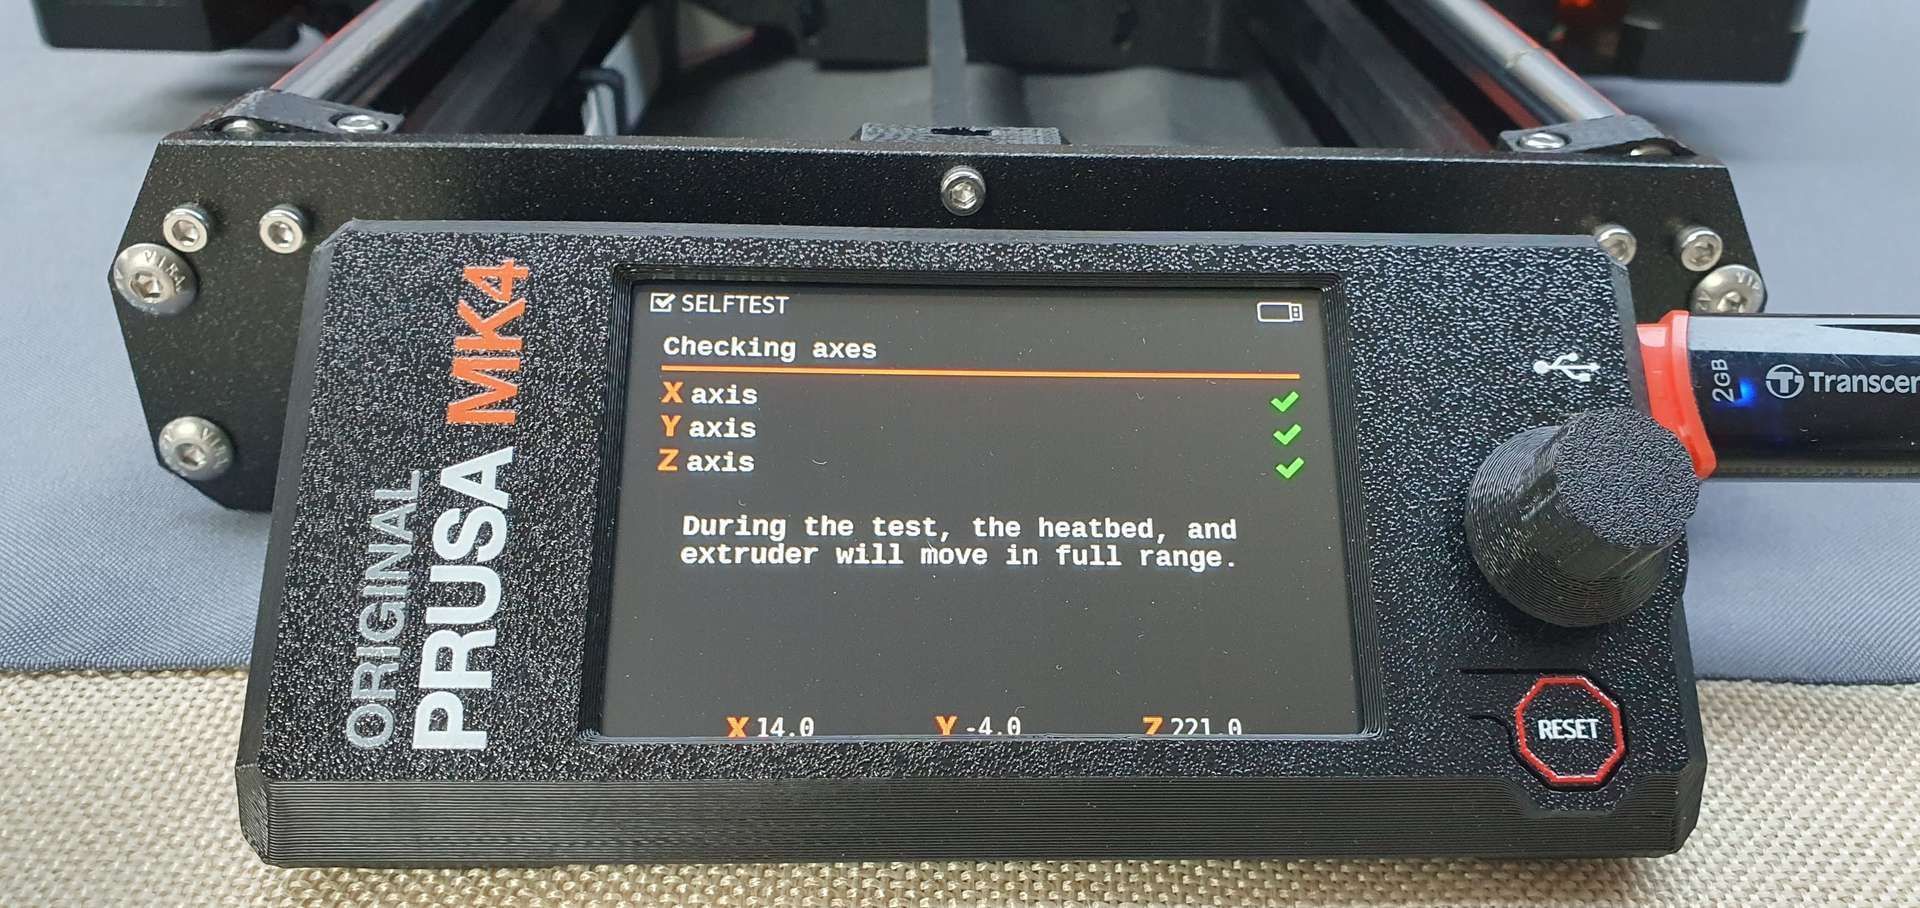 SELFTEST
Checking axes
X axis
Y axis
Z axis
During the test, the heatbed, and
extruder will move in full range.
X 14.0 Y -4.0 Z 221.0
ORIGINAL
PRUSA MK4
2GB
RESET